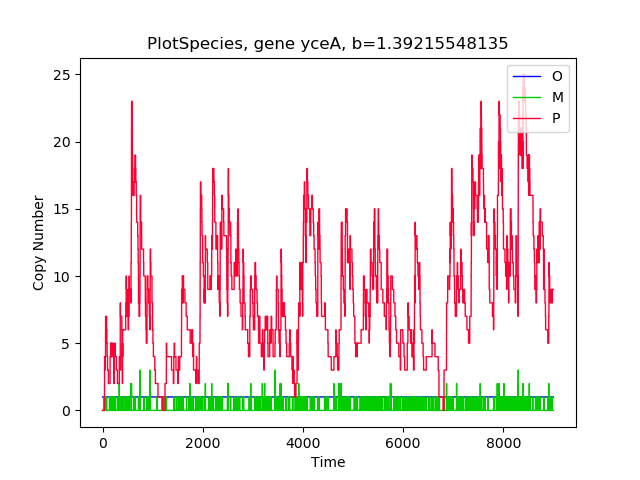 PlotSpecies, gene yceA, b=1.39215548135
O
M
P
25
20
15
10
5
0
Copy Number
0 2000 4000 6000 8000
Time